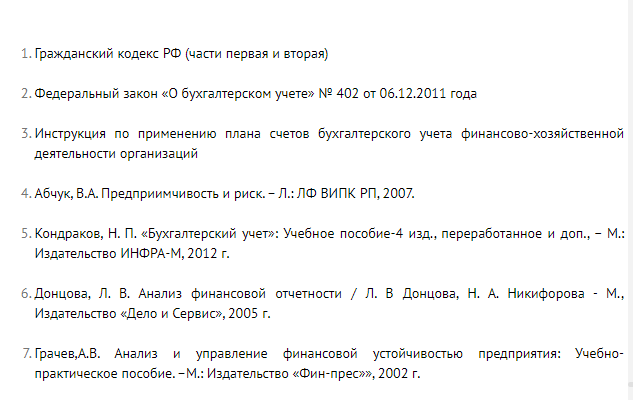 1. Гражданский кодекс РФ (части первая и вторая)
2. Федеральный закон «О бухгалтерском учете» № 402 от 06.12.2011 года
3. Инструкция по применению плана счетов бухгалтерского учета финансово-хозяйственной
деятельности организаций
4. Абчук, В.А. Предприимчивость и риск. – Л.: ЛФ ВИПК РП, 2007.
5. Кондраков, Н. П. «Бухгалтерский учет»: Учебное пособие-4 изд., переработанное и доп., – М.:
Издательство ИНФРА-М, 2012 г.
6. Донцова, Л. В. Анализ финансовой отчетности / Л. В Донцова, Н. А. Никифорова - М.,
Издательство «Дело и Сервис», 2005 г.
7. Грачев,А.В. Анализ и управление финансовой устойчивостью предприятия: Учебно-
практическое пособие. –М.: Издательство «Фин-прес»», 2002 г.